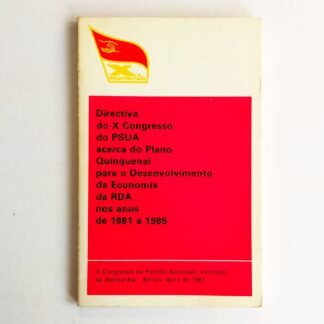 X.
PARTEITAG
Directiva
do X Congresso
do PSUA
acerca do Plano
Quinquenal
para o Desenvolvimento
da Economia
da RDA
nos anos
de 1981 a 1985
X Congresso do Partido Socialista Unificado
da Alemanha Berlim, Abril de 1981